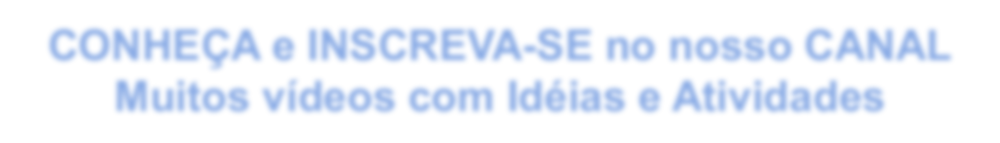 CONHEÇA e INSCREVA-SE no nosso CANAL
Muitos vídeos com Idéias e Atividades